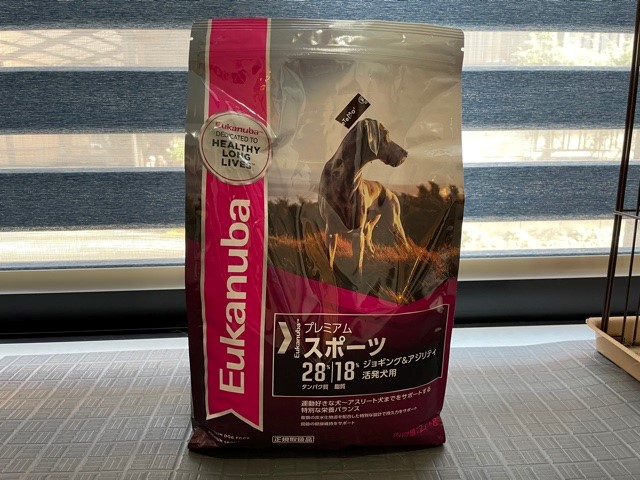 Eukanuba™
DEDICATED TO
HEALTHY
LONG
LIVES™
Eukanuba
Eukanuba™
プレミアム
スポーツ
28% 18%
タンパク質 脂質
ジョギング&アジリティ
活発犬用
運動好きな犬〜アスリート犬までをサポートする
特別な栄養バランス
正規取扱品